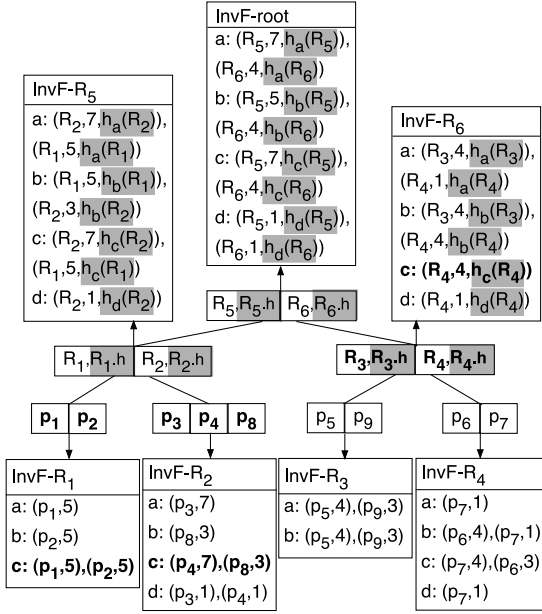 InvF-root
a: (R5,7,ha(R5)),
(R6,4,ha(R6))
b: (R5,5,hb(R5)),
(R6,4,hb(R6))
c: (R5,7,hc(R5)),
(R6,4,hc(R6))
d: (R5,1,hd(R5)),
(R6,1,hd(R6))
InvF-R5
a: (R2,7,ha(R2)),
(R1,5,ha(R1))
b: (R1,5,hb(R1)),
(R2,3,hb(R2))
c: (R2,7,hc(R2)),
(R1,5,hc(R1))
d: (R2,1,hd(R2))
InvF-R6
a: (R3,4,ha(R3)),
(R4,1,ha(R4))
b: (R3,4,hb(R3)),
(R4,4,hb(R4))
c: (R4,4,hc(R4))
d: (R4,1,hd(R4))
R5,R5.h R6,R6.h
R1,R1.h R2,R2.h
R3,R3.h R4,R4.h
p1 p2
p3 p4 p8
p5 p9
p6 p7
InvF-R1
a: (p1,5)
b: (p2,5)
c: (p1,5),(p2,5)
InvF-R2
a: (p3,7)
b: (p8,3)
c: (p4,7),(p8,3)
d: (p3,1),(p4,1)
InvF-R3
a: (p5,4),(p9,3)
b: (p5,4),(p9,3)
InvF-R4
a: (p7,1)
b: (p6,4),(p7,1)
c: (p7,4),(p6,3)
d: (p7,1)